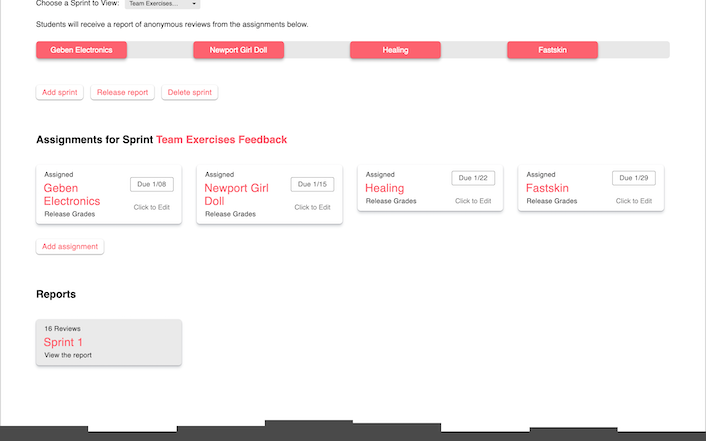 Choose a Sprint to View: Team Exercises...
Students will receive a report of anonymous reviews from the assignments below.
Geben Electronics Newport Girl Doll Healing Fastskin
Add sprint Release report Delete sprint
Assignments for Sprint Team Exercises Feedback
Assigned
Geben
Electronics
Release Grades
Due 1/08
Click to Edit
Assigned
Newport Girl
Doll
Release Grades
Due 1/15
Click to Edit
Assigned
Healing
Release Grades
Due 1/22
Click to Edit
Assigned
Fastskin
Release Grades
Due 1/29
Click to Edit
Add assignment
Reports
16 Reviews
Sprint 1
View the report